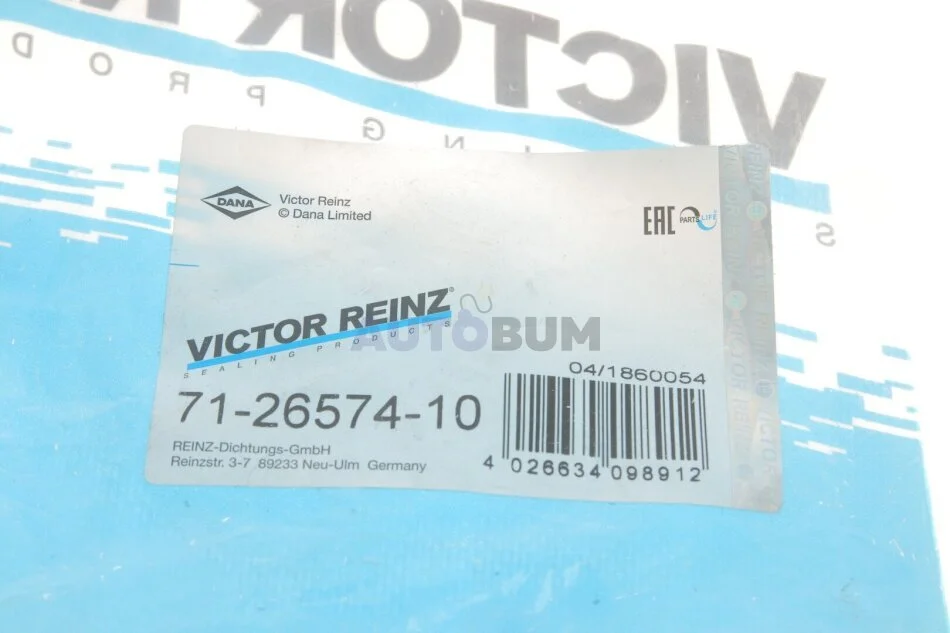 VICTOR
PROD
DANA
Victor Reinz
© Dana Limited
EAC
PARTS LIFE
VICTOR REINZ®
SEALING PRODUCTS
AUTOBUM
04/1860054
71-26574-10
4 026634 098912
REINZ-Dichtungs-GmbH
Reinzstr. 3-7 89233 Neu-Ulm Germany